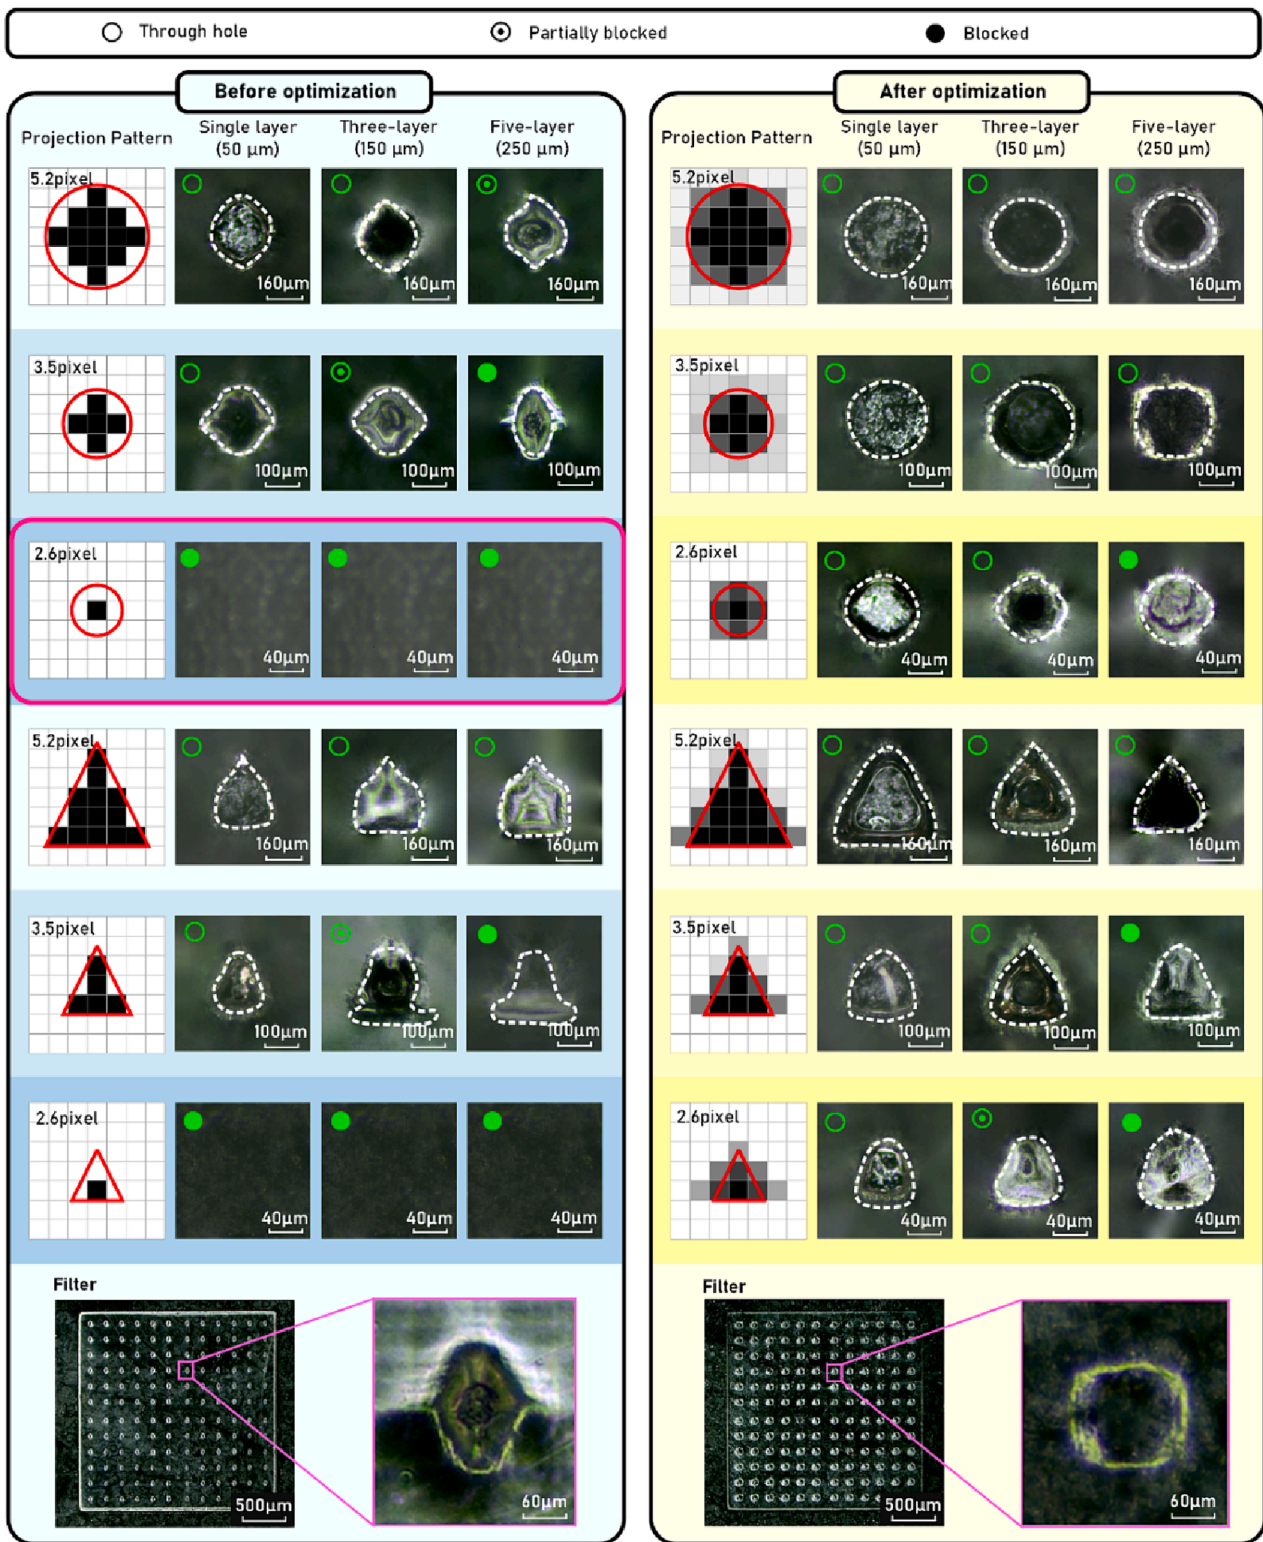 Through hole
Partially blocked
Blocked
Before optimization
Projection Pattern
Single layer
(50 μm)
Three-layer
(150 μm)
Five-layer
(250 μm)
5.2pixel
160μm
160μm
160μm
3.5pixel
100μm
100μm
100μm
2.6pixel
40μm
40μm
40μm
5.2pixel
160μm
160μm
160μm
3.5pixel
100μm
100μm
100μm
2.6pixel
40μm
40μm
40μm
Filter
500μm
60μm
After optimization
Projection Pattern
Single layer
(50 μm)
Three-layer
(150 μm)
Five-layer
(250 μm)
5.2pixel
160μm
160μm
160μm
3.5pixel
100μm
100μm
100μm
2.6pixel
40μm
40μm
40μm
5.2pixel
160μm
160μm
160μm
3.5pixel
100μm
100μm
100μm
2.6pixel
40μm
40μm
40μm
Filter
500μm
60μm